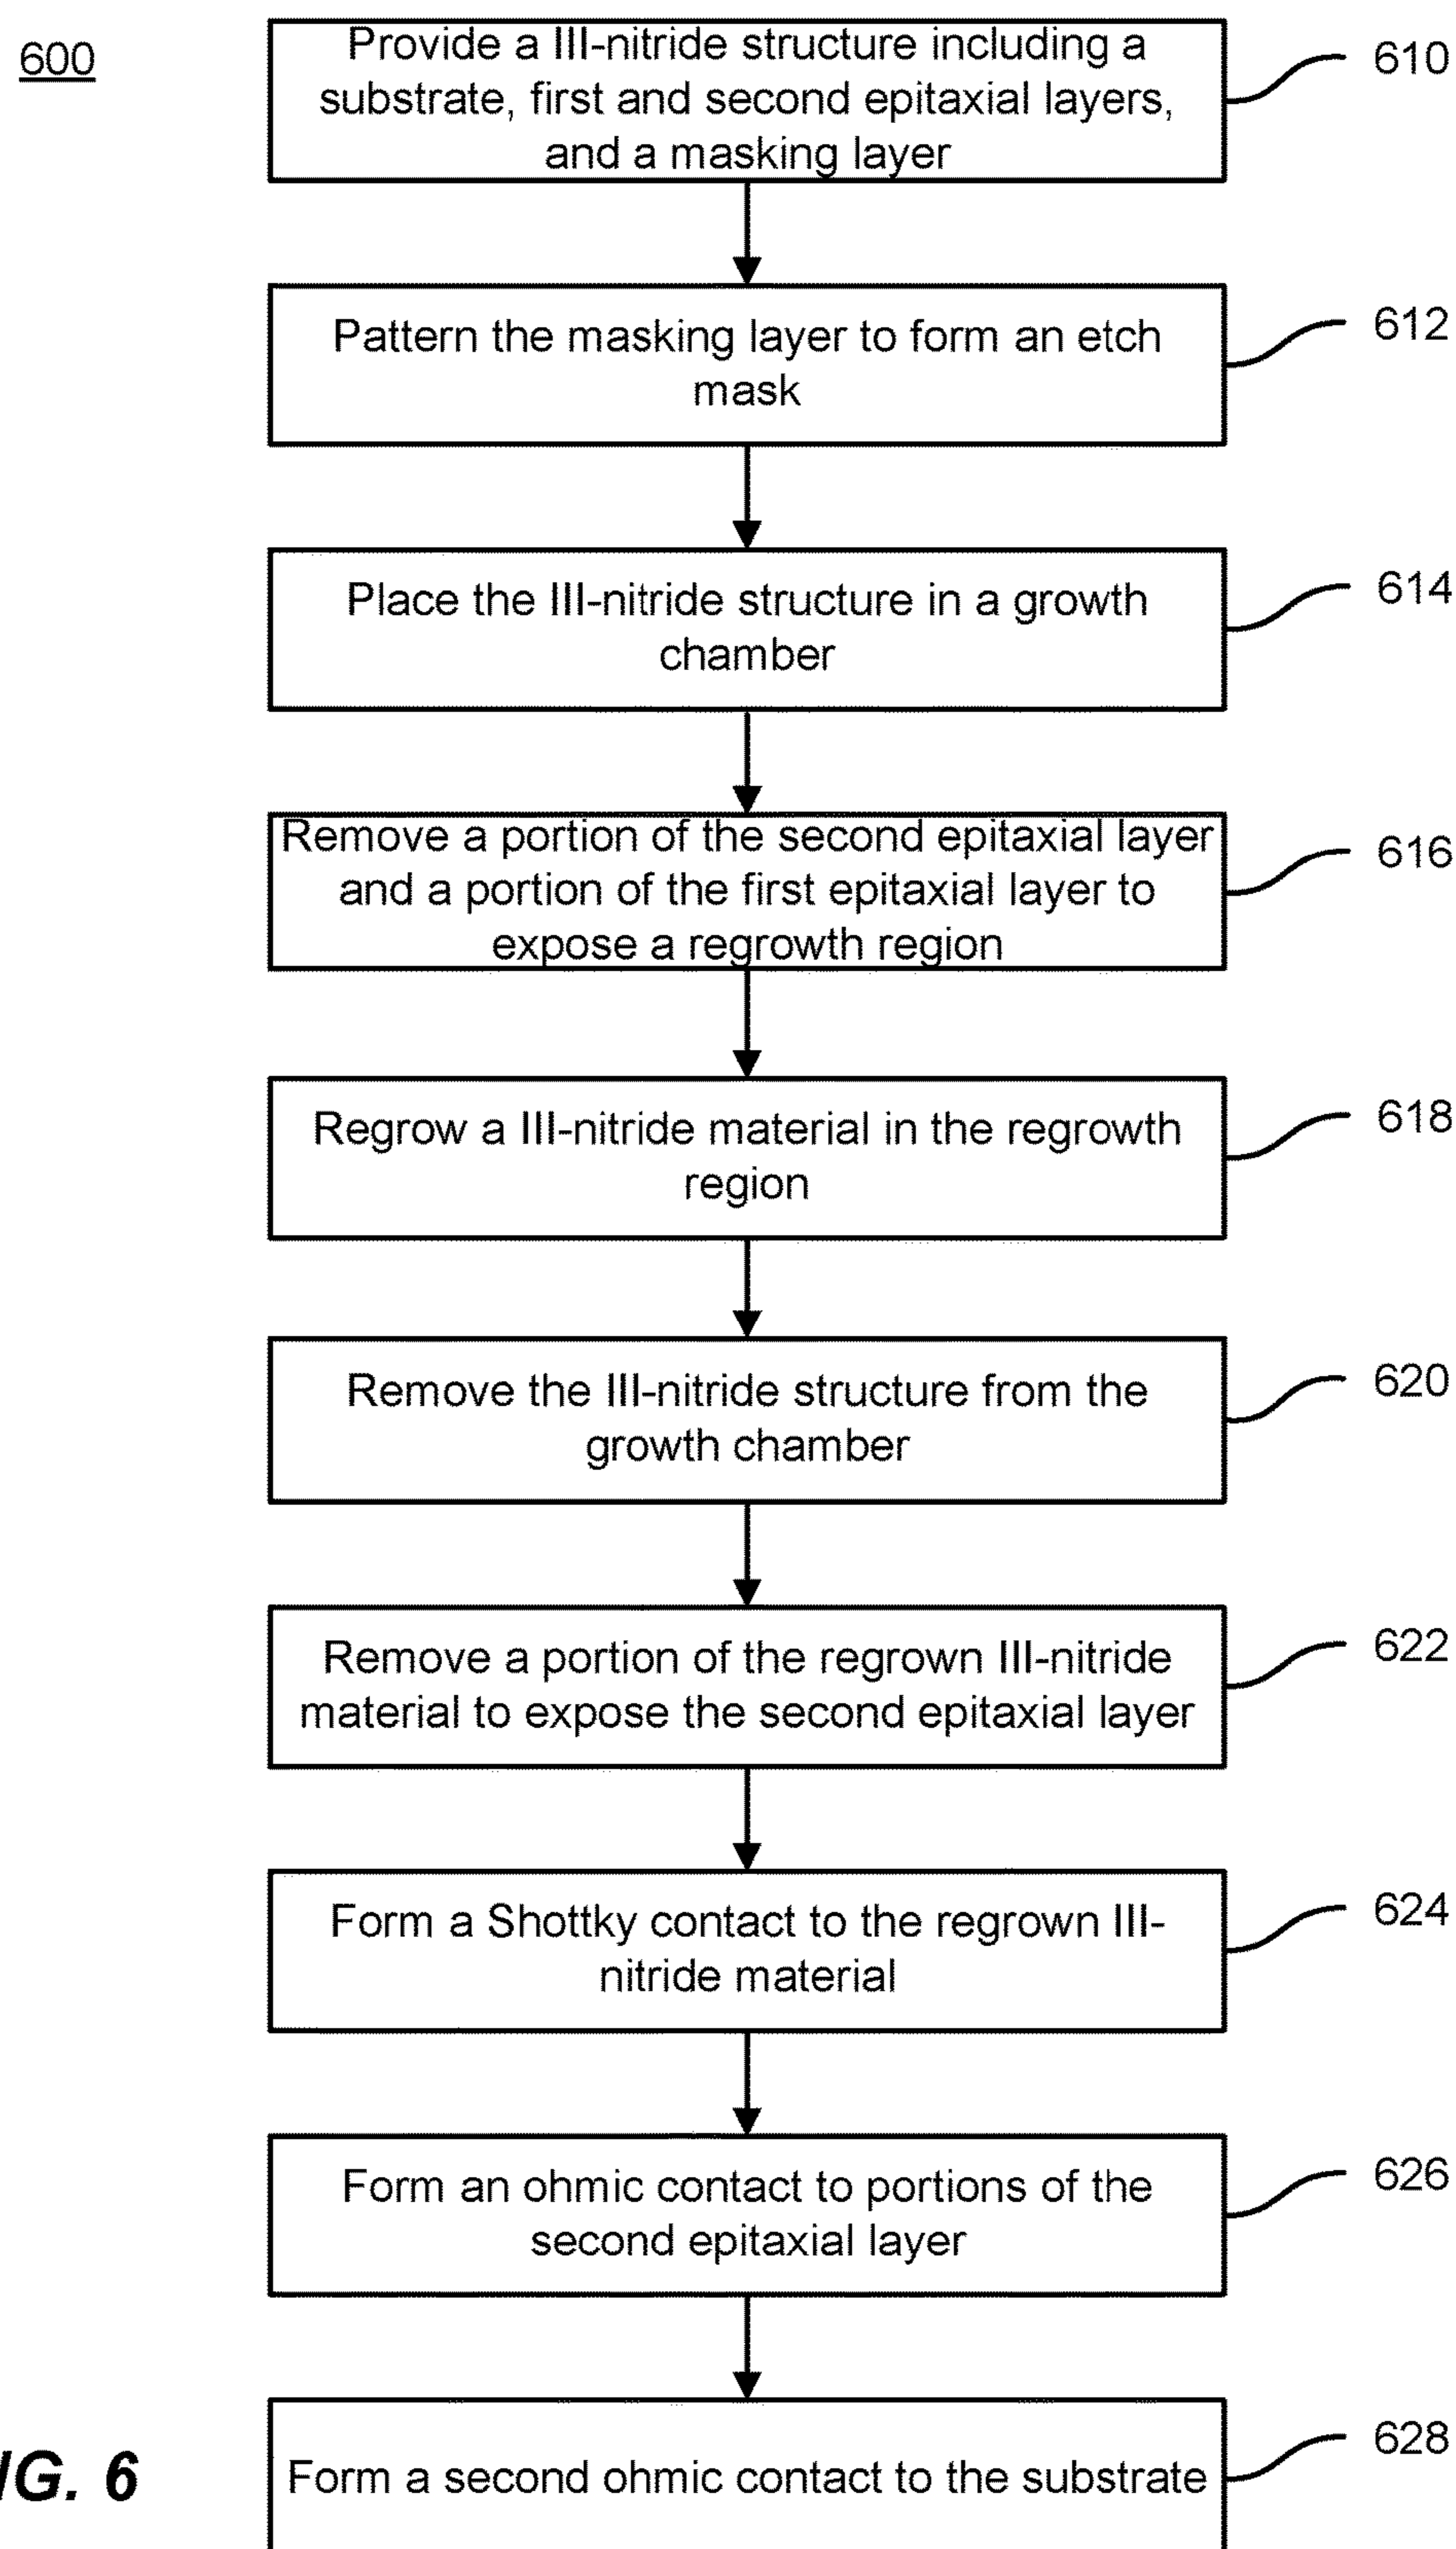 600
Provide a III-nitride structure including a
substrate, first and second epitaxial layers,
and a masking layer
610
Pattern the masking layer to form an etch
mask
612
Place the III-nitride structure in a growth
chamber
614
Remove a portion of the second epitaxial layer
and a portion of the first epitaxial layer to
expose a regrowth region
616
Regrow a III-nitride material in the regrowth
region
618
Remove the III-nitride structure from the
growth chamber
620
Remove a portion of the regrown III-nitride
material to expose the second epitaxial layer
622
Form a Shottky contact to the regrown III-
nitride material
624
Form an ohmic contact to portions of the
second epitaxial layer
626
Form a second ohmic contact to the substrate
628
6